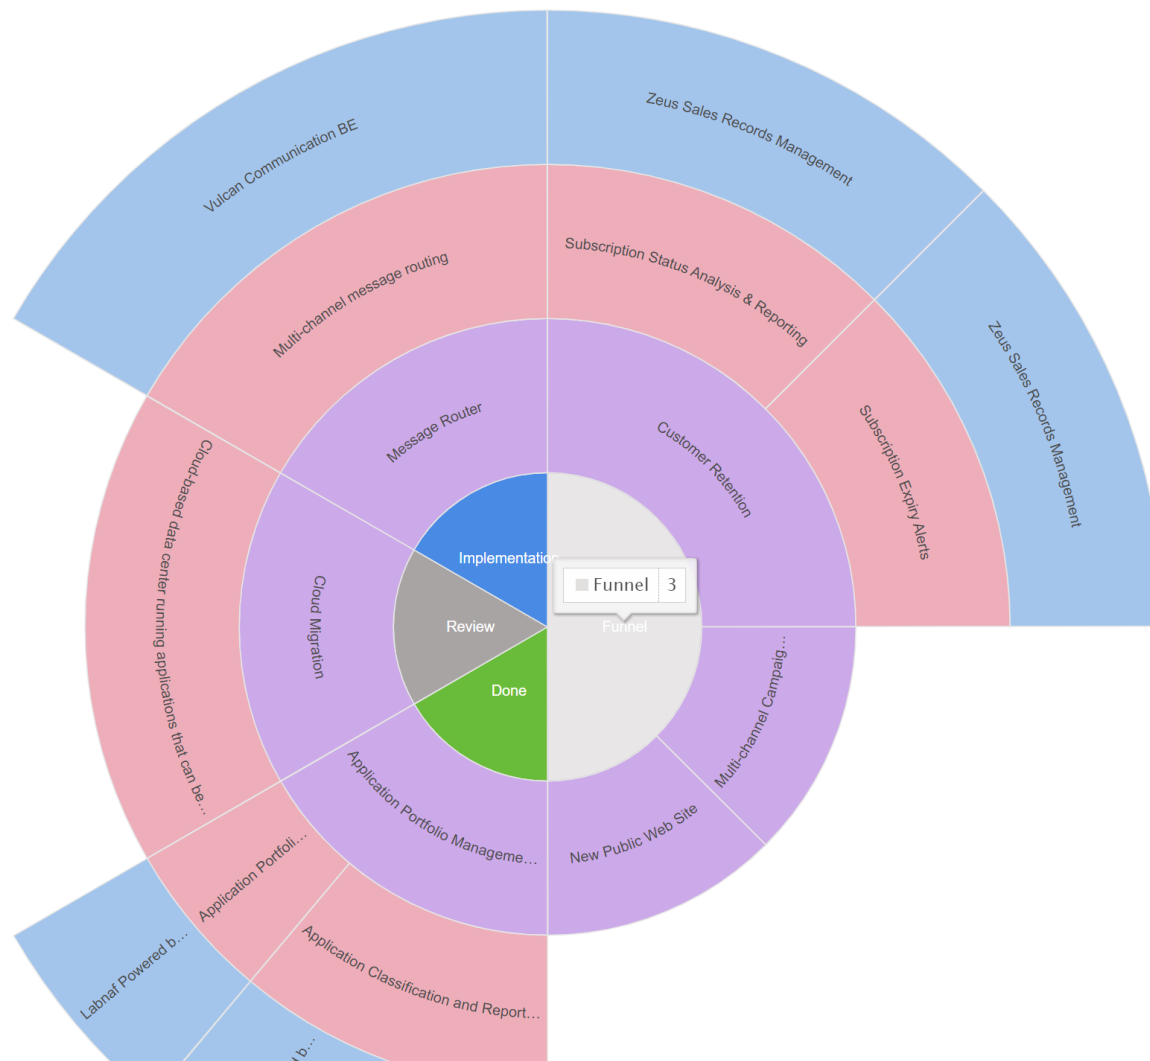 Vulcan Communication BE
Zeus Sales Records Management
Zeus Sales Records Management
Multi-channel message routing
Subscription Status Analysis & Reporting
Subscription Expiry Alerts
Message Router
Customer Retention
Cloud-based data center running applications that can be…
Cloud Migration
Implementation
Funnel 3
Review
Funnel
Done
Multi-channel Campaig…
New Public Web Site
Application Portfolio Manageme…
Application Portfoli…
Application Classification and Report…
Labnaf Powered b…